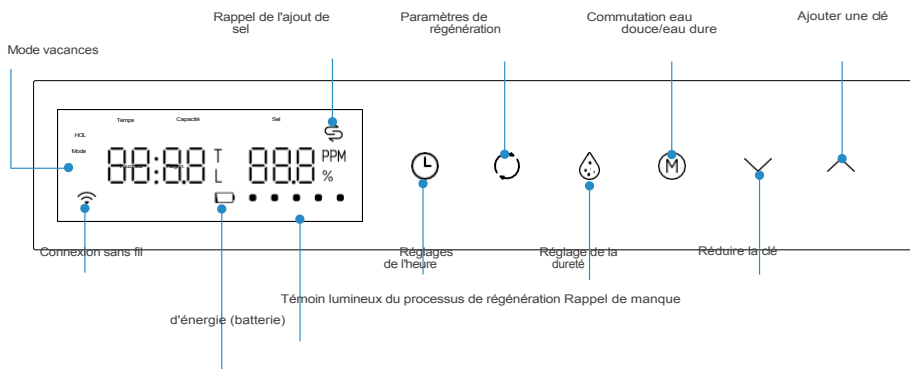 Rappel de l'ajout de
sel
Paramètres de
régénération
Commutation eau
douce/eau dure
Ajouter une clé
Mode vacances
Temps
Capacité
Sel
HOL
Mode
88:8.8
T
L
88.8
PPM
%
M
Connexion sans fil
Réglages
de l'heure
Réglage de la
dureté
Réduire la clé
Témoin lumineux du processus de régénération Rappel de manque
d'énergie (batterie)